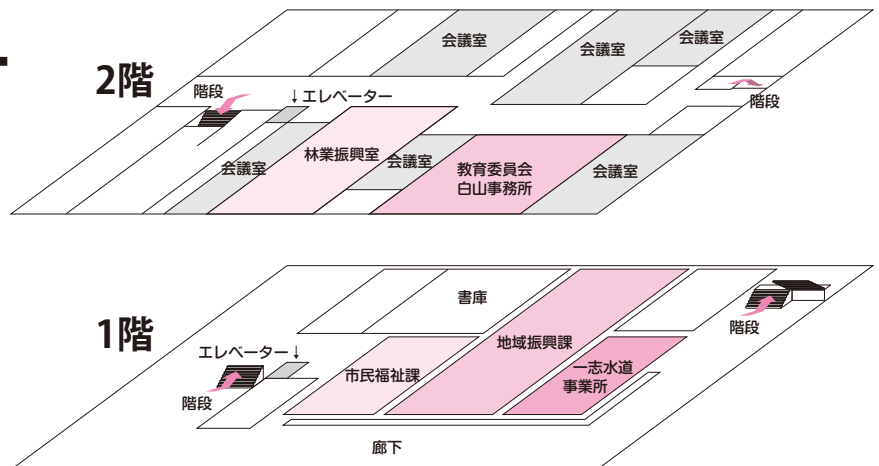 2階
会議室
会議室
会議室
階段
↓エレベーター
階段
会議室
林業振興室
会議室
教育委員会
白山事務所
会議室
1階
書庫
地域振興課
階段
エレベーター↓
市民福祉課
一志水道
事業所
階段
廊下